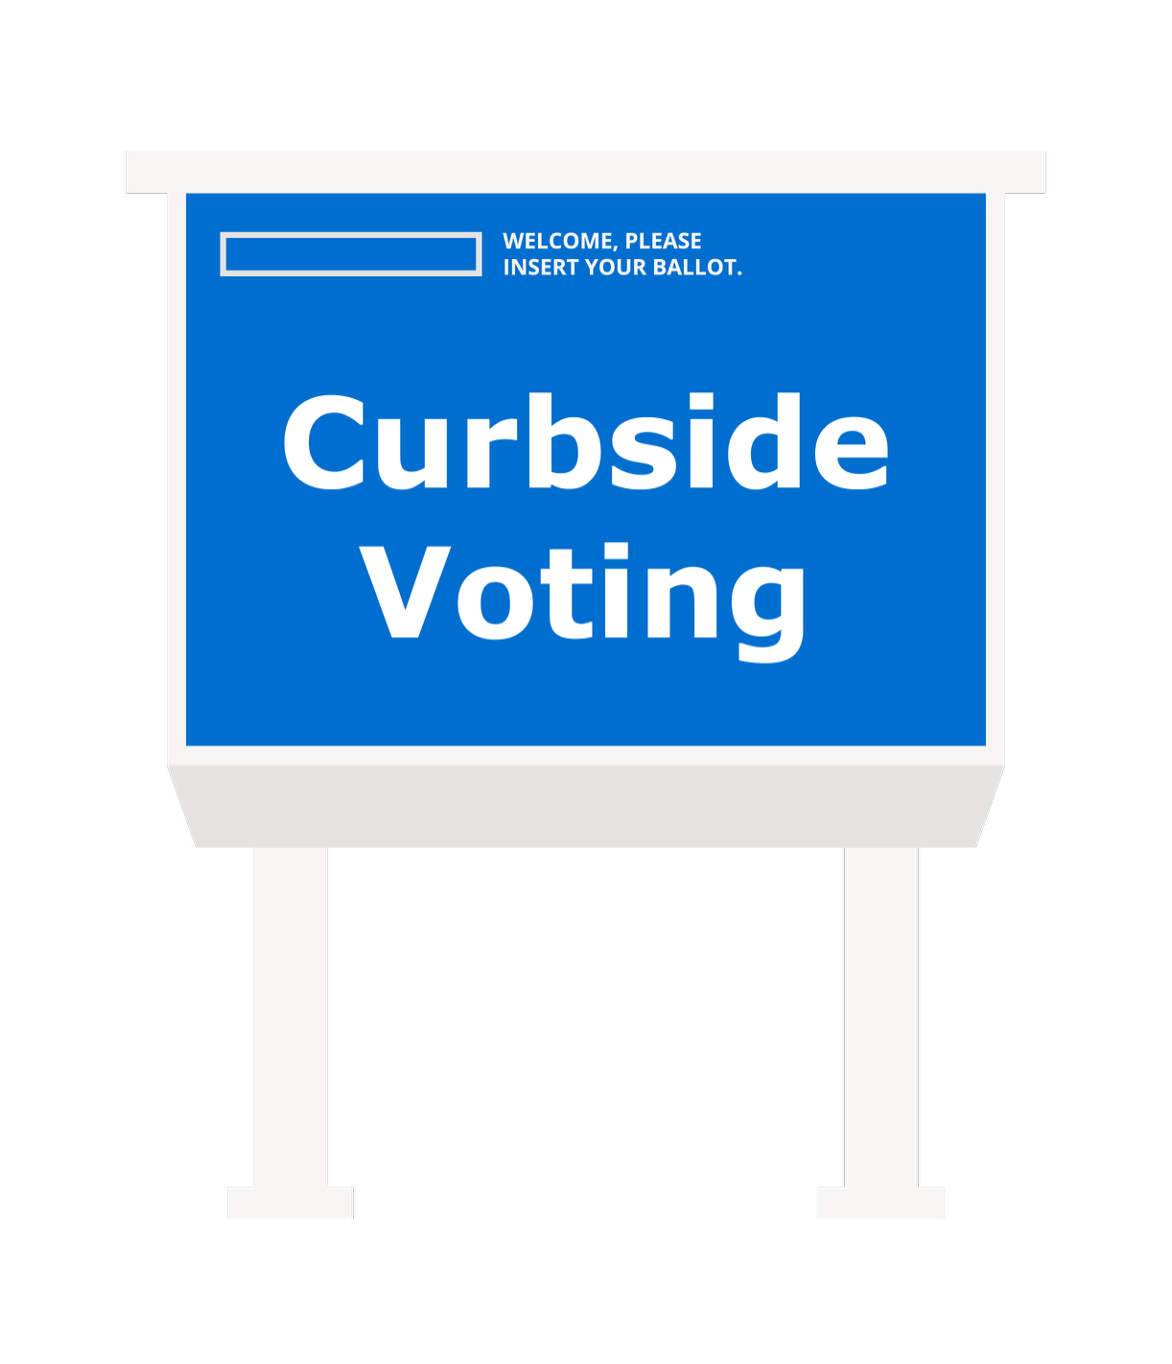 WELCOME, PLEASE
INSERT YOUR BALLOT.
Curbside
Voting